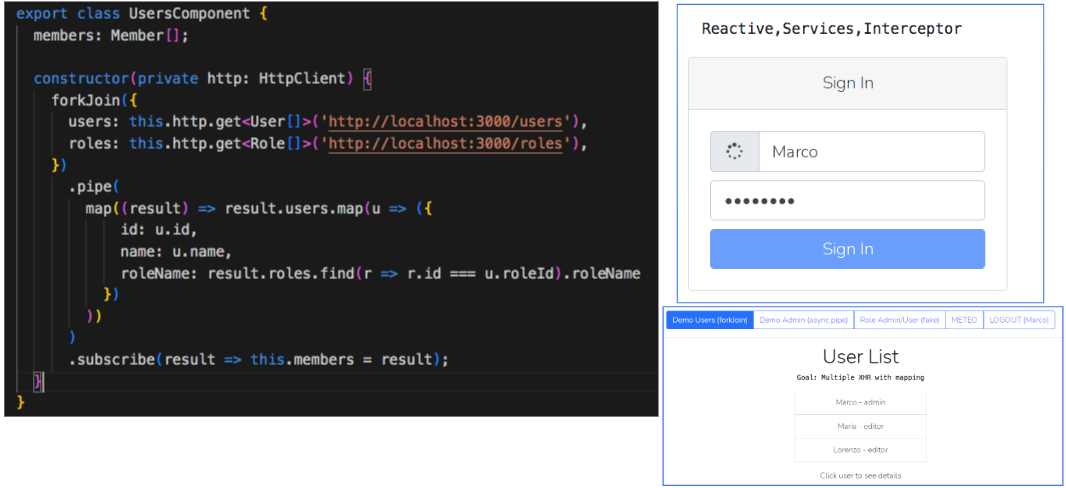 export class UsersComponent {
members: Member[];
constructor(private http: HttpClient) {
forkJoin({
users: this.http.get<User[]>('http://localhost:3000/users'),
roles: this.http.get<Role[]>('http://localhost:3000/roles'),
})
.pipe(
map((result) => result.users.map(u => ({
id: u.id,
name: u.name,
roleName: result.roles.find(r => r.id === u.roleId).roleName
})
))
)
.subscribe(result => this.members = result);
}
}
Reactive,Services,Interceptor
Sign In
Marco
••••••••
Sign In
Demo Users (forkJoin) Demo Admin (async pipe) Role Admin/User (fake) METEO LOGOUT (Marco)
User List
Goal: Multiple XHR with mapping
Marco - admin
Maria - editor
Lorenzo - editor
Click user to see details